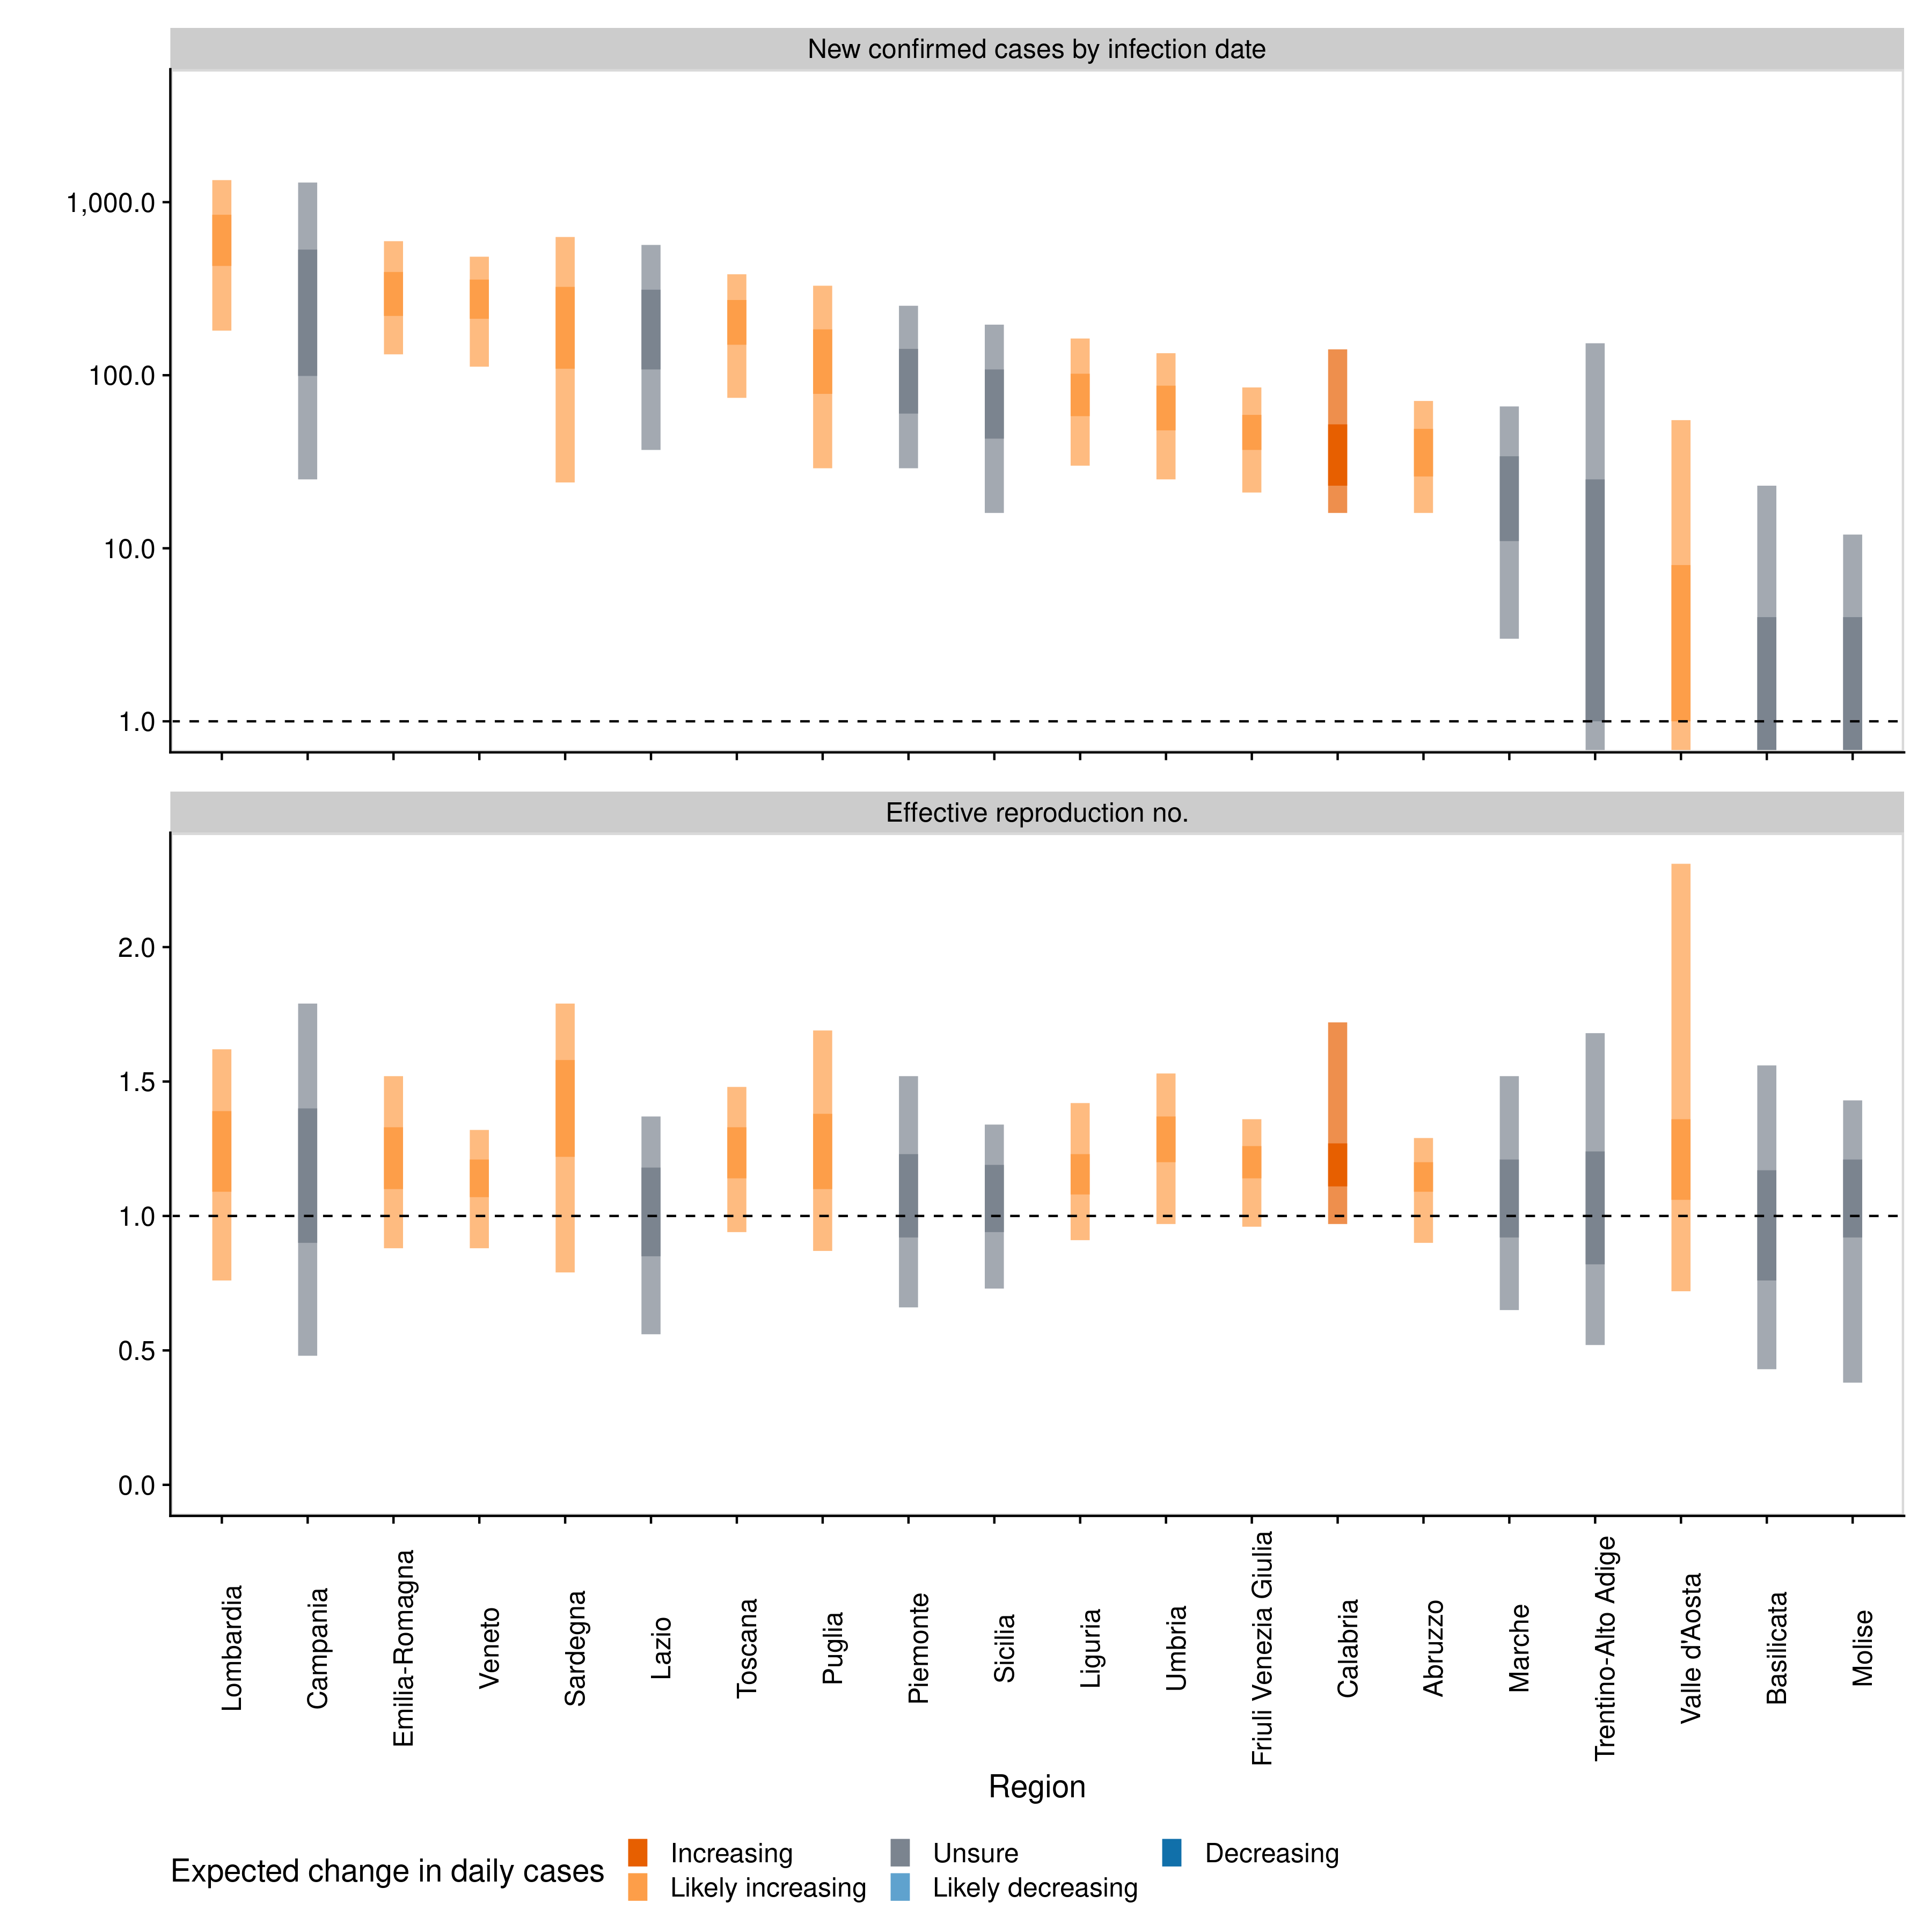 New confirmed cases by infection date
1,000.0
100.0
10.0
1.0
Effective reproduction no.
2.0
1.5
1.0
0.5
0.0
Lombardia
Campania
Emilia-Romagna
Veneto
Sardegna
Lazio
Toscana
Puglia
Piemonte
Sicilia
Liguria
Umbria
Friuli Venezia Giulia
Calabria
Abruzzo
Marche
Trentino-Alto Adige
Valle d'Aosta
Basilicata
Molise
Region
Expected change in daily cases
Increasing
Unsure
Decreasing
Likely increasing
Likely decreasing